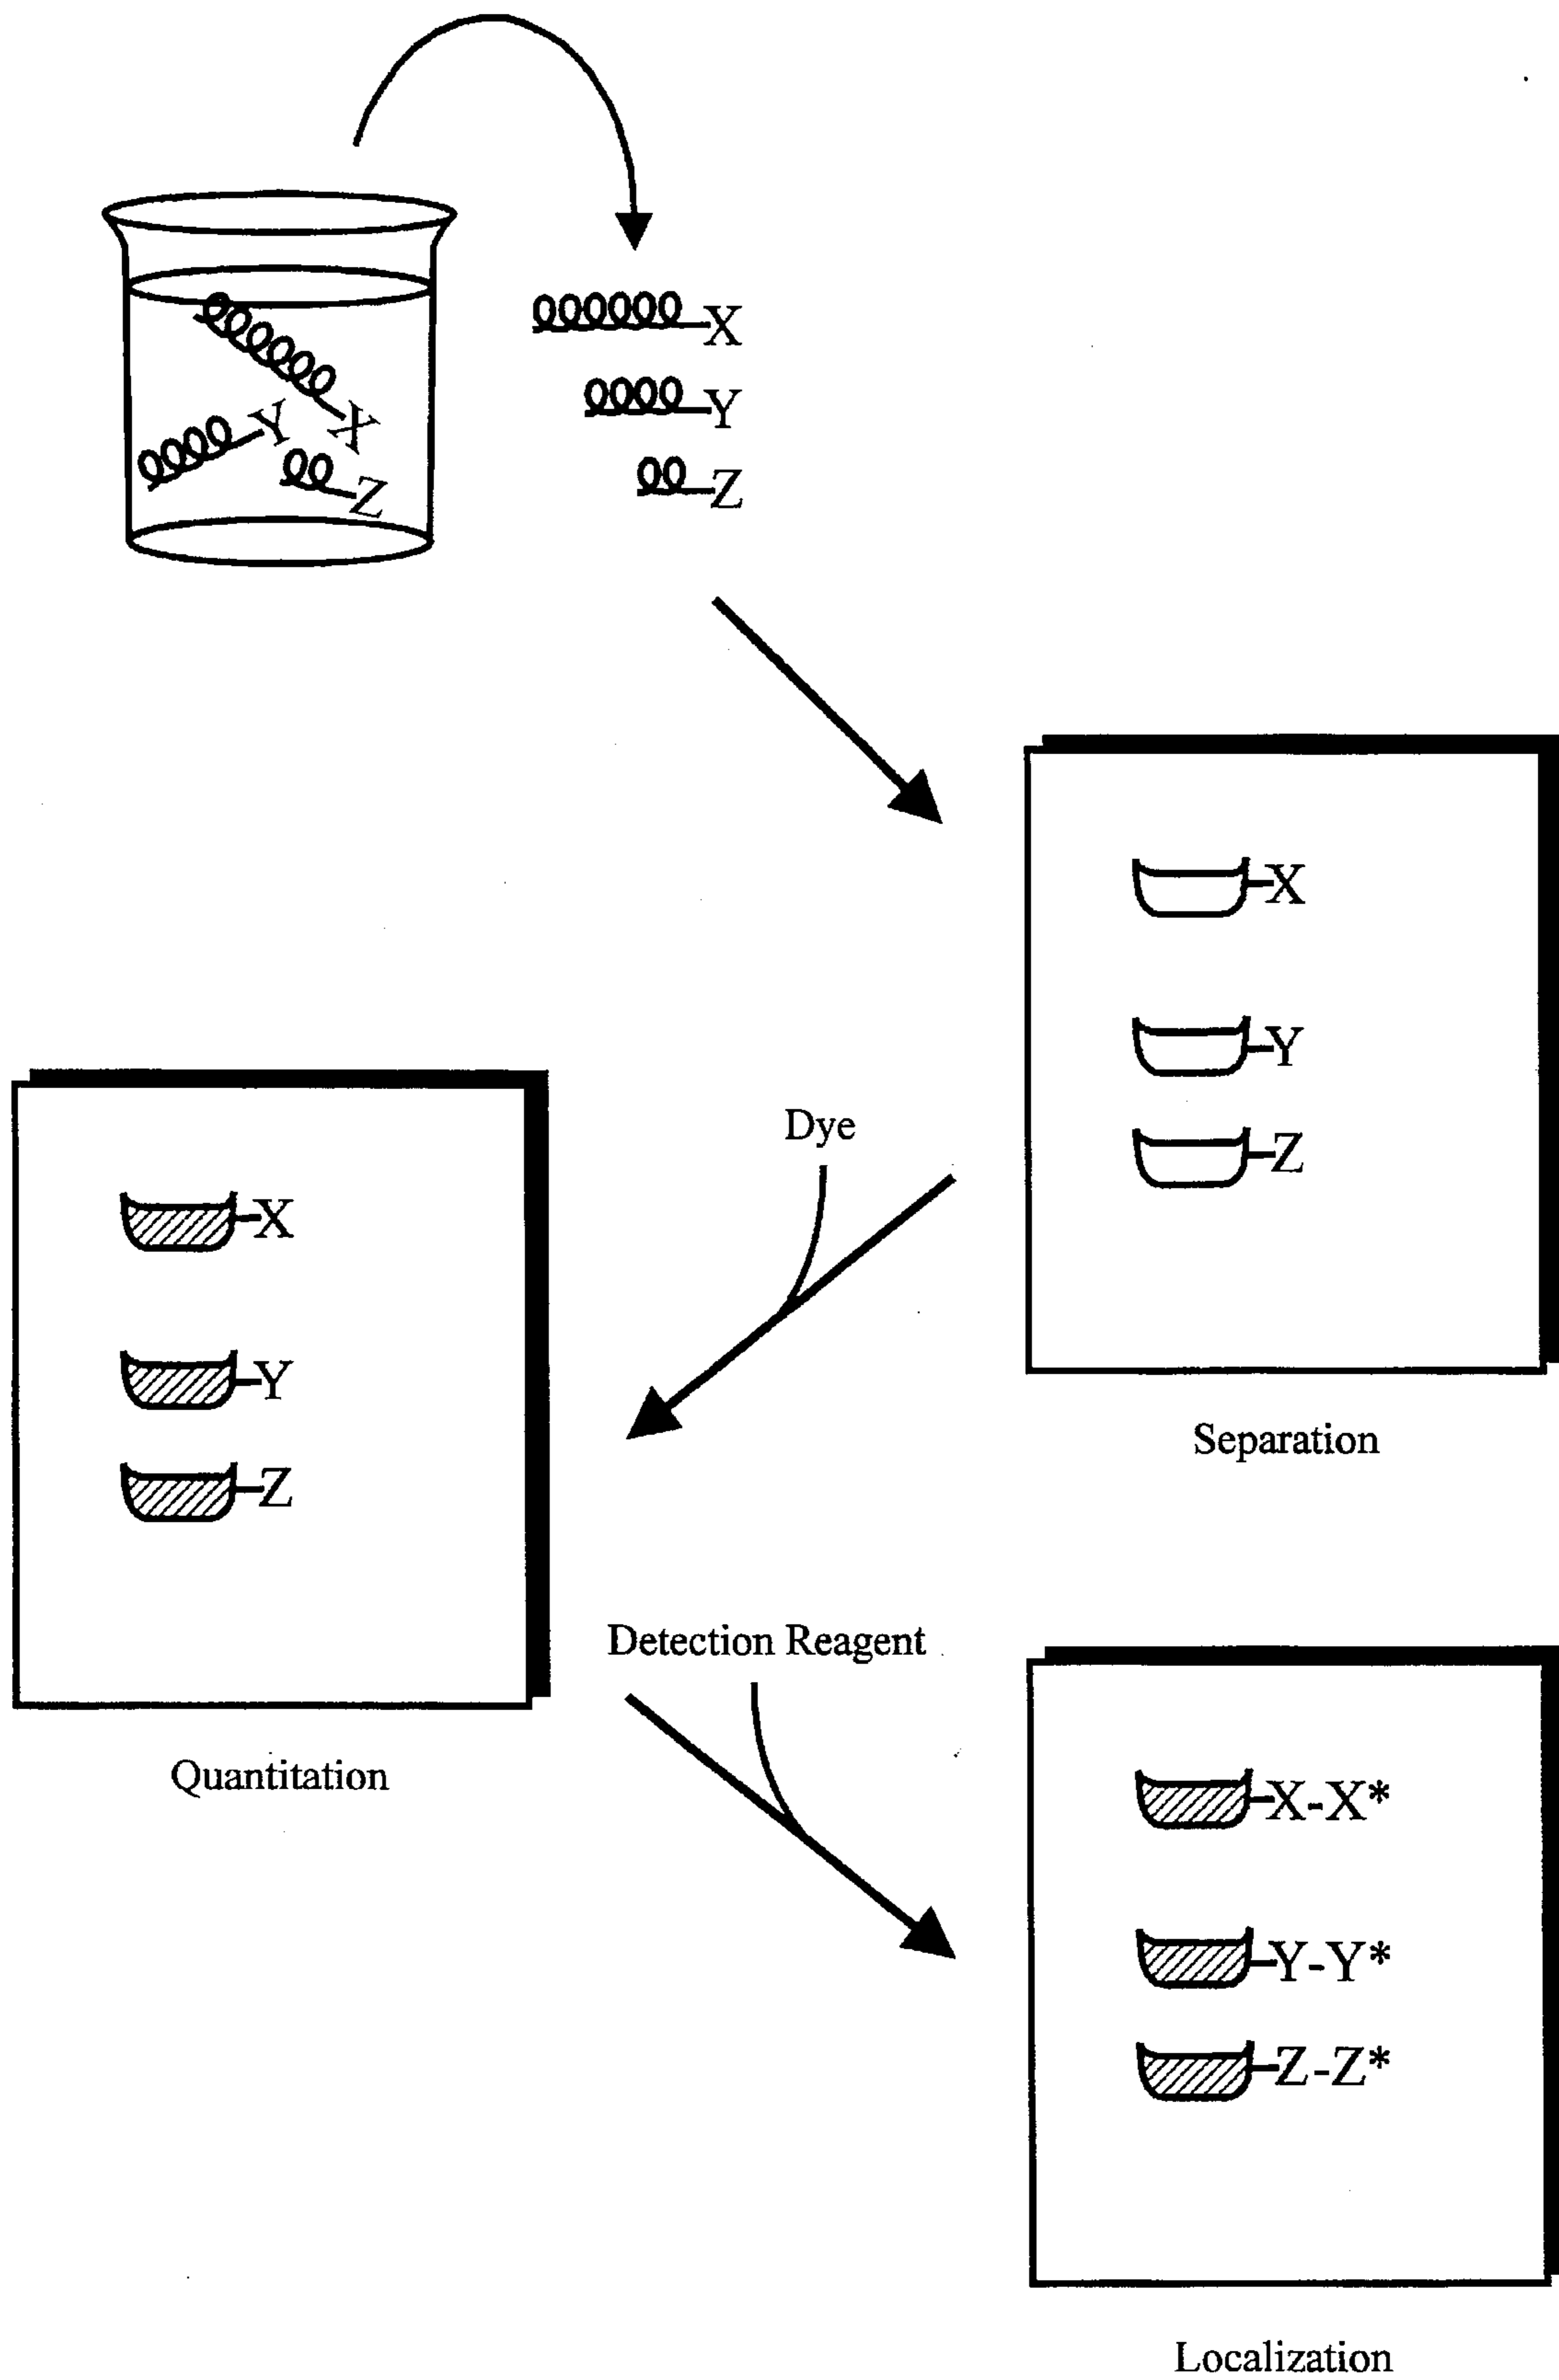 X
Y
Z
X
Y
Z
X
Y
Z
Separation
Dye
X
Y
Z
Quantitation
Detection Reagent
X-X*
Y-Y*
Z-Z*
Localization